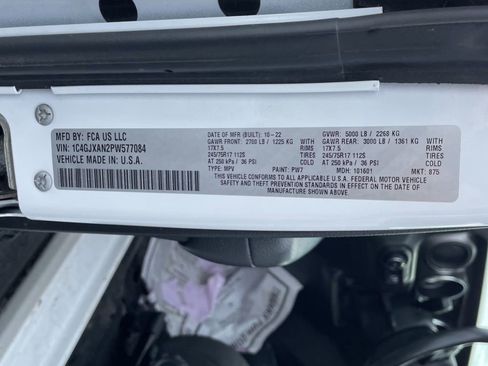 MFD BY: FCA US LLC
VIN: 1C4GJXAN2PW577084
VEHICLE MADE IN U.S.A.
DATE OF MFR (BUILT): 10-22
GVWR: 5000 LB / 2268 KG
GAWR FRONT: 2700 LB / 1225 KG WITH TIRES
GAWR REAR: 3000 LB / 1361 KG WITH TIRES
17X7.5 RIMS
17X7.5 RIMS
245/75R17 112S
245/75R17 112S
AT 250 kPa / 36 PSI COLD
AT 250 kPa / 36 PSI COLD
TYPE: MPV PAINT: PW7 MDH: 101601 MKT: 875
THIS VEHICLE CONFORMS TO ALL APPLICABLE U.S.A. FEDERAL MOTOR VEHICLE
SAFETY AND THEFT PREVENTION STANDARDS IN EFFECT ON THE DATE OF
MANUFACTURE SHOWN ABOVE.